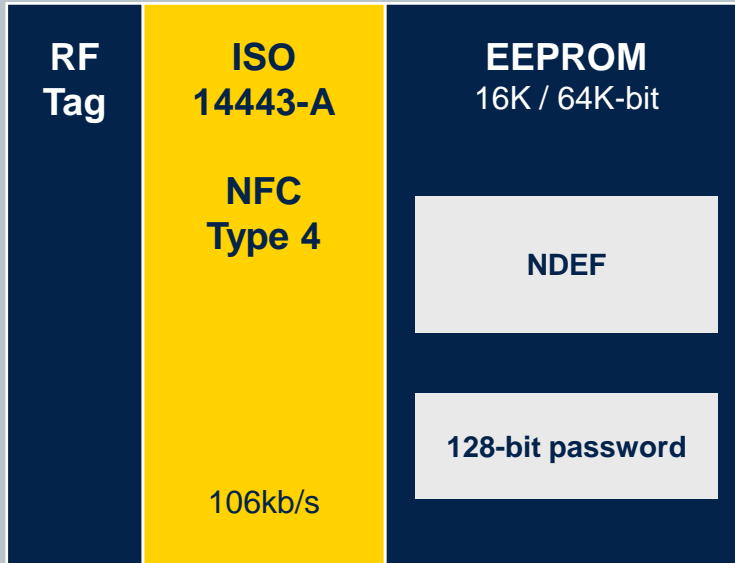 RF
Tag
ISO
14443-A
NFC
Type 4
106kb/s
EEPROM
16K / 64K-bit
NDEF
128-bit password